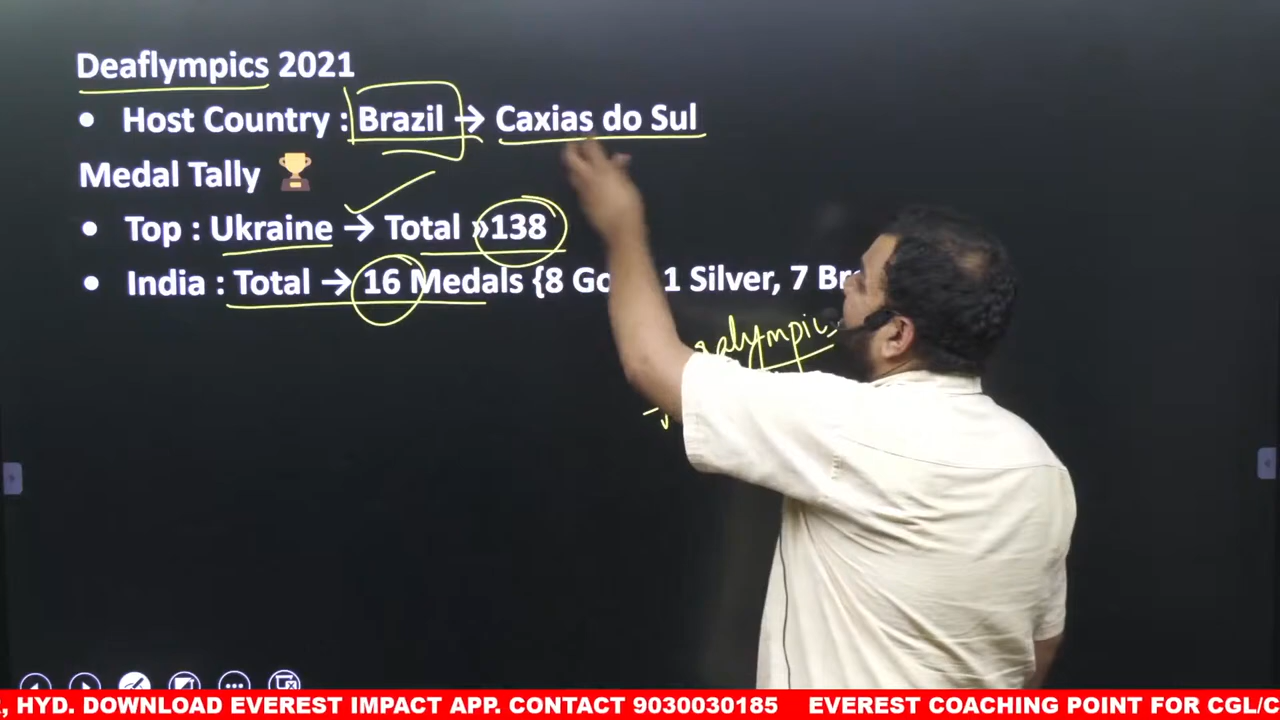 Deaflympics 2021
• Host Country : Brazil → Caxias do Sul
Medal Tally 🏆
• Top : Ukraine → Total »138
• India : Total → 16 Medals {8 Go 1 Silver, 7 Br
alympic
, HYD. DOWNLOAD EVEREST IMPACT APP. CONTACT 9030030185 EVEREST COACHING POINT FOR CGL/C